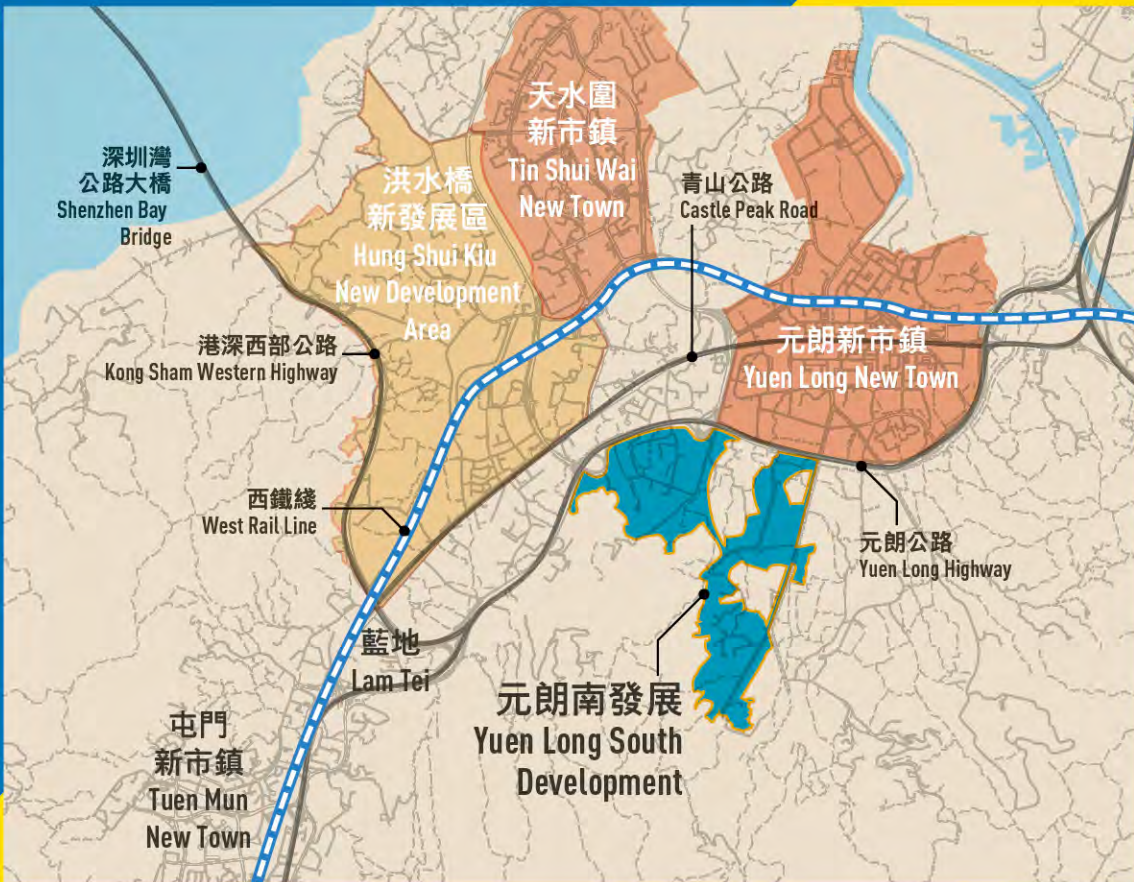 天水圍
新市鎮
Tin Shui Wai
New Town
深圳灣
公路大橋
Shenzhen Bay
Bridge
洪水橋
新發展區
Hung Shui Kiu
New Development
Area
青山公路
Castle Peak Road
港深西部公路
Kong Sham Western Highway
元朗新市鎮
Yuen Long New Town
西鐵綫
West Rail Line
元朗公路
Yuen Long Highway
藍地
Lam Tei
元朗南發展
Yuen Long South
Development
屯門
新市鎮
Tuen Mun
New Town